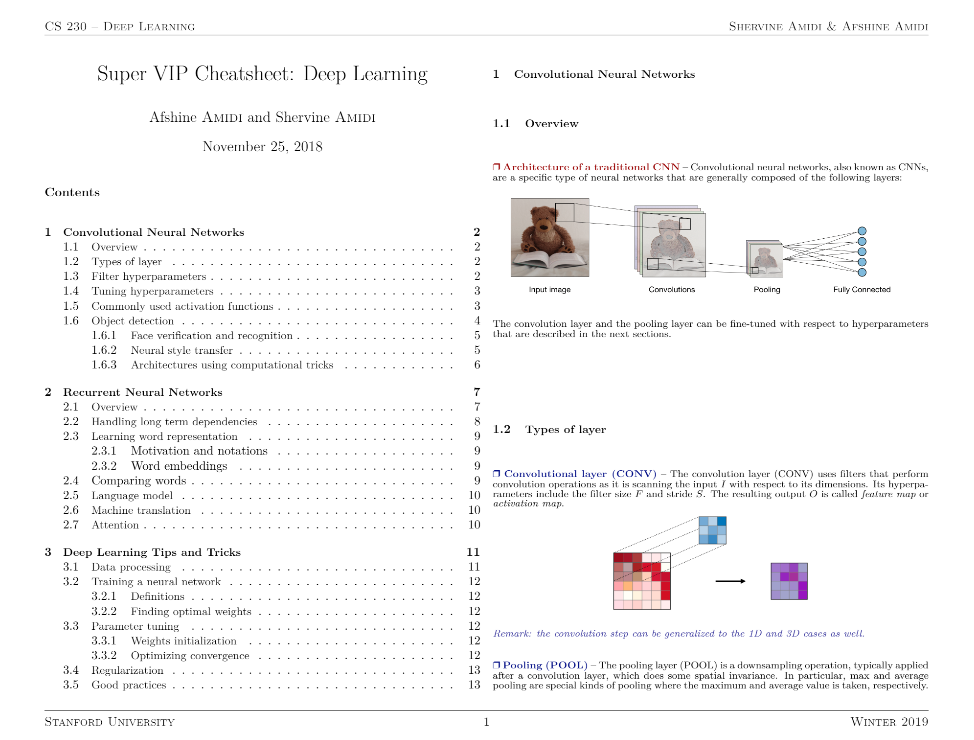 CS 230 – Deep Learning
Shervine Amidi & Afshine Amidi
Super VIP Cheatsheet: Deep Learning
Afshine Amidi and Shervine Amidi
November 25, 2018
Contents
1 Convolutional Neural Networks 2
1.1 Overview . . . . . . . . . . . . . . . . . . . . . . . . . . . . . . . . . 2
1.2 Types of layer . . . . . . . . . . . . . . . . . . . . . . . . . . . . . . 2
1.3 Filter hyperparameters . . . . . . . . . . . . . . . . . . . . . . . . . . 2
1.4 Tuning hyperparameters . . . . . . . . . . . . . . . . . . . . . . . . . 3
1.5 Commonly used activation functions . . . . . . . . . . . . . . . . . . . 3
1.6 Object detection . . . . . . . . . . . . . . . . . . . . . . . . . . . . . 4
1.6.1 Face verification and recognition . . . . . . . . . . . . . . . . . 5
1.6.2 Neural style transfer . . . . . . . . . . . . . . . . . . . . . . . 5
1.6.3 Architectures using computational tricks . . . . . . . . . . . . 6
2 Recurrent Neural Networks 7
2.1 Overview . . . . . . . . . . . . . . . . . . . . . . . . . . . . . . . . . 7
2.2 Handling long term dependencies . . . . . . . . . . . . . . . . . . . . 8
2.3 Learning word representation . . . . . . . . . . . . . . . . . . . . . . 9
2.3.1 Motivation and notations . . . . . . . . . . . . . . . . . . . 9
2.3.2 Word embeddings . . . . . . . . . . . . . . . . . . . . . . . 9
2.4 Comparing words . . . . . . . . . . . . . . . . . . . . . . . . . . . . 9
2.5 Language model . . . . . . . . . . . . . . . . . . . . . . . . . . . . . 10
2.6 Machine translation . . . . . . . . . . . . . . . . . . . . . . . . . . . 10
2.7 Attention . . . . . . . . . . . . . . . . . . . . . . . . . . . . . . . . . 10
3 Deep Learning Tips and Tricks 11
3.1 Data processing . . . . . . . . . . . . . . . . . . . . . . . . . . . . . 11
3.2 Training a neural network . . . . . . . . . . . . . . . . . . . . . . . . 12
3.2.1 Definitions . . . . . . . . . . . . . . . . . . . . . . . . . . . . 12
3.2.2 Finding optimal weights . . . . . . . . . . . . . . . . . . . . . 12
3.3 Parameter tuning . . . . . . . . . . . . . . . . . . . . . . . . . . . . 12
3.3.1 Weights initialization . . . . . . . . . . . . . . . . . . . . . . 12
3.3.2 Optimizing convergence . . . . . . . . . . . . . . . . . . . . . 12
3.4 Regularization . . . . . . . . . . . . . . . . . . . . . . . . . . . . . . 13
3.5 Good practices . . . . . . . . . . . . . . . . . . . . . . . . . . . . . . 13
1 Convolutional Neural Networks
1.1 Overview
❒ Architecture of a traditional CNN – Convolutional neural networks, also known as CNNs,
are a specific type of neural networks that are generally composed of the following layers:
Input image Convolutions Pooling Fully Connected
The convolution layer and the pooling layer can be fine-tuned with respect to hyperparameters
that are described in the next sections.
1.2 Types of layer
❒ Convolutional layer (CONV) – The convolution layer (CONV) uses filters that perform
convolution operations as it is scanning the input I with respect to its dimensions. Its hyperpa-
rameters include the filter size F and stride S. The resulting output O is called feature map or
activation map.
Remark: the convolution step can be generalized to the 1D and 3D cases as well.
❒ Pooling (POOL) – The pooling layer (POOL) is a downsampling operation, typically applied
after a convolution layer, which does some spatial invariance. In particular, max and average
pooling are special kinds of pooling where the maximum and average value is taken, respectively.
Stanford University
1
Winter 2019